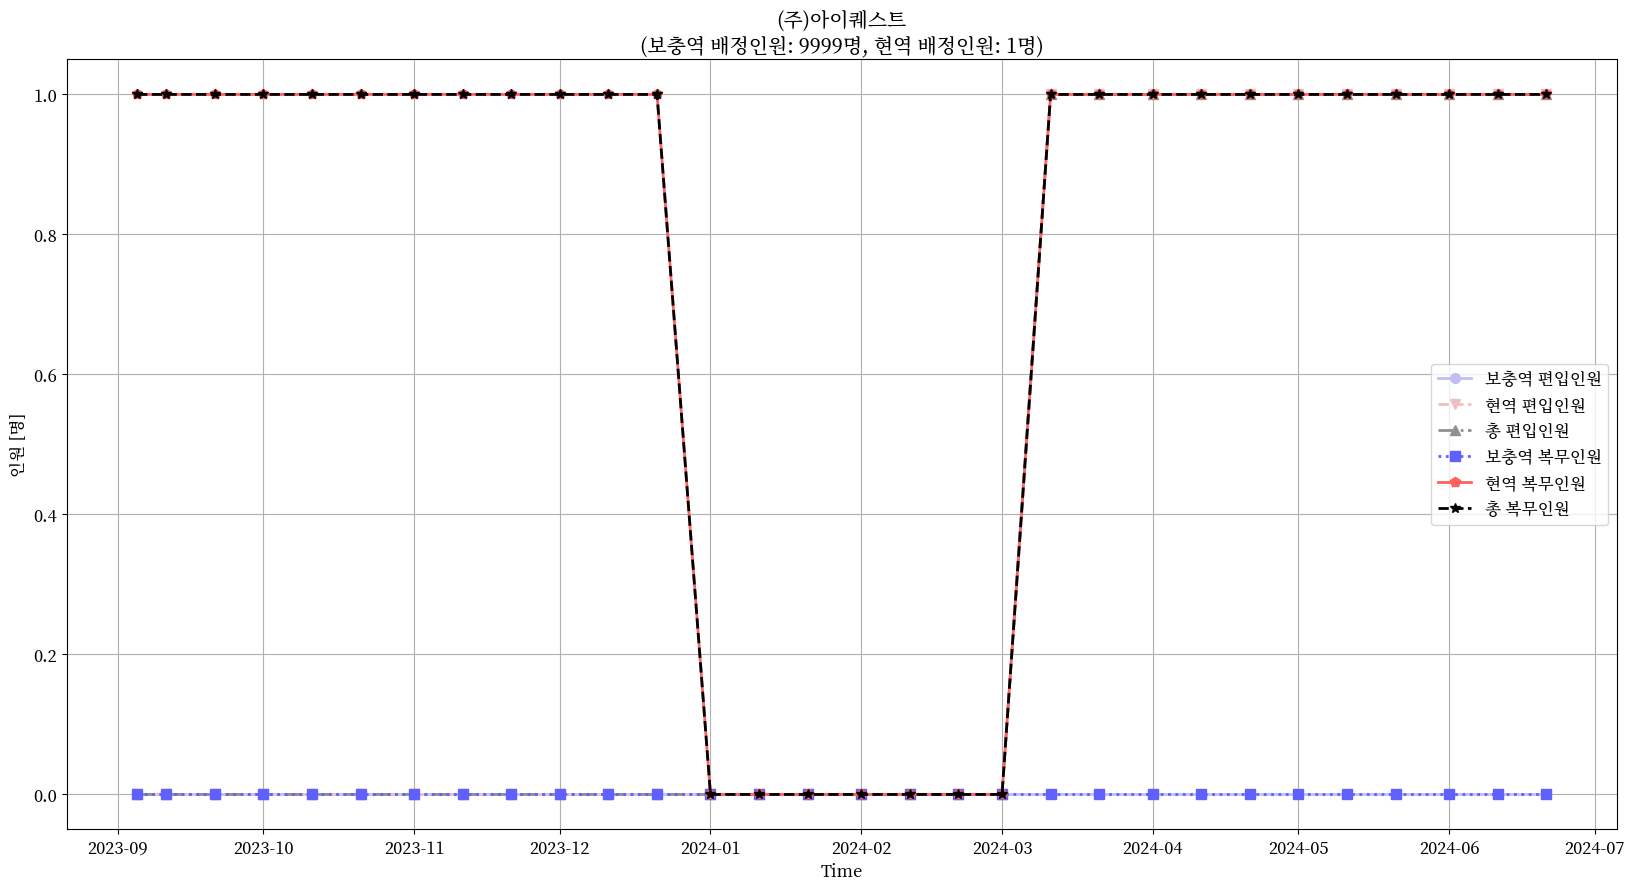 (주)아이퀘스트
(보충역 배정인원: 9999명, 현역 배정인원: 1명)
인원 [명]
1.0
0.8
0.6
0.4
0.2
0.0
보충역 편입인원
현역 편입인원
총 편입인원
보충역 복무인원
현역 복무인원
총 복무인원
2023-09 2023-10 2023-11 2023-12 2024-01 2024-02 2024-03 2024-04 2024-05 2024-06 2024-07
Time